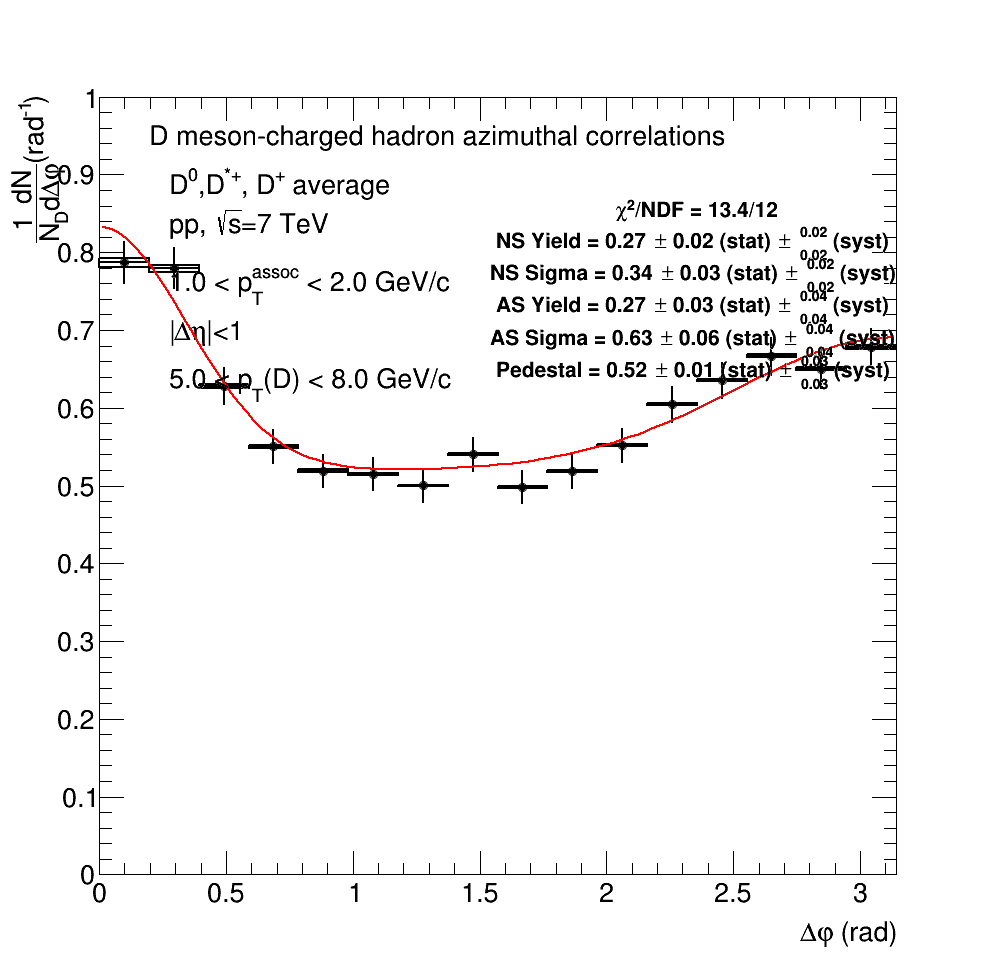 D meson-charged hadron azimuthal correlations
D⁰,D*⁺, D⁺ average
pp, √s=7 TeV
1.0 < p_T^assoc < 2.0 GeV/c
|Δη|<1
5.0 < p_T(D) < 8.0 GeV/c
χ²/NDF = 13.4/12
NS Yield = 0.27 ± 0.02 (stat) ± 0.02 0.02 (syst)
NS Sigma = 0.34 ± 0.03 (stat) ± 0.02 0.02 (syst)
AS Yield = 0.27 ± 0.03 (stat) ± 0.04 0.04 (syst)
AS Sigma = 0.63 ± 0.06 (stat) ± 0.04 0.04 (syst)
Pedestal = 0.52 ± 0.01 (stat) ± 0.03 0.03 (syst)
1/N_D dN/dΔφ (rad⁻¹)
1
0.9
0.8
0.7
0.6
0.5
0.4
0.3
0.2
0.1
0
0 0.5 1 1.5 2 2.5 3
Δφ (rad)